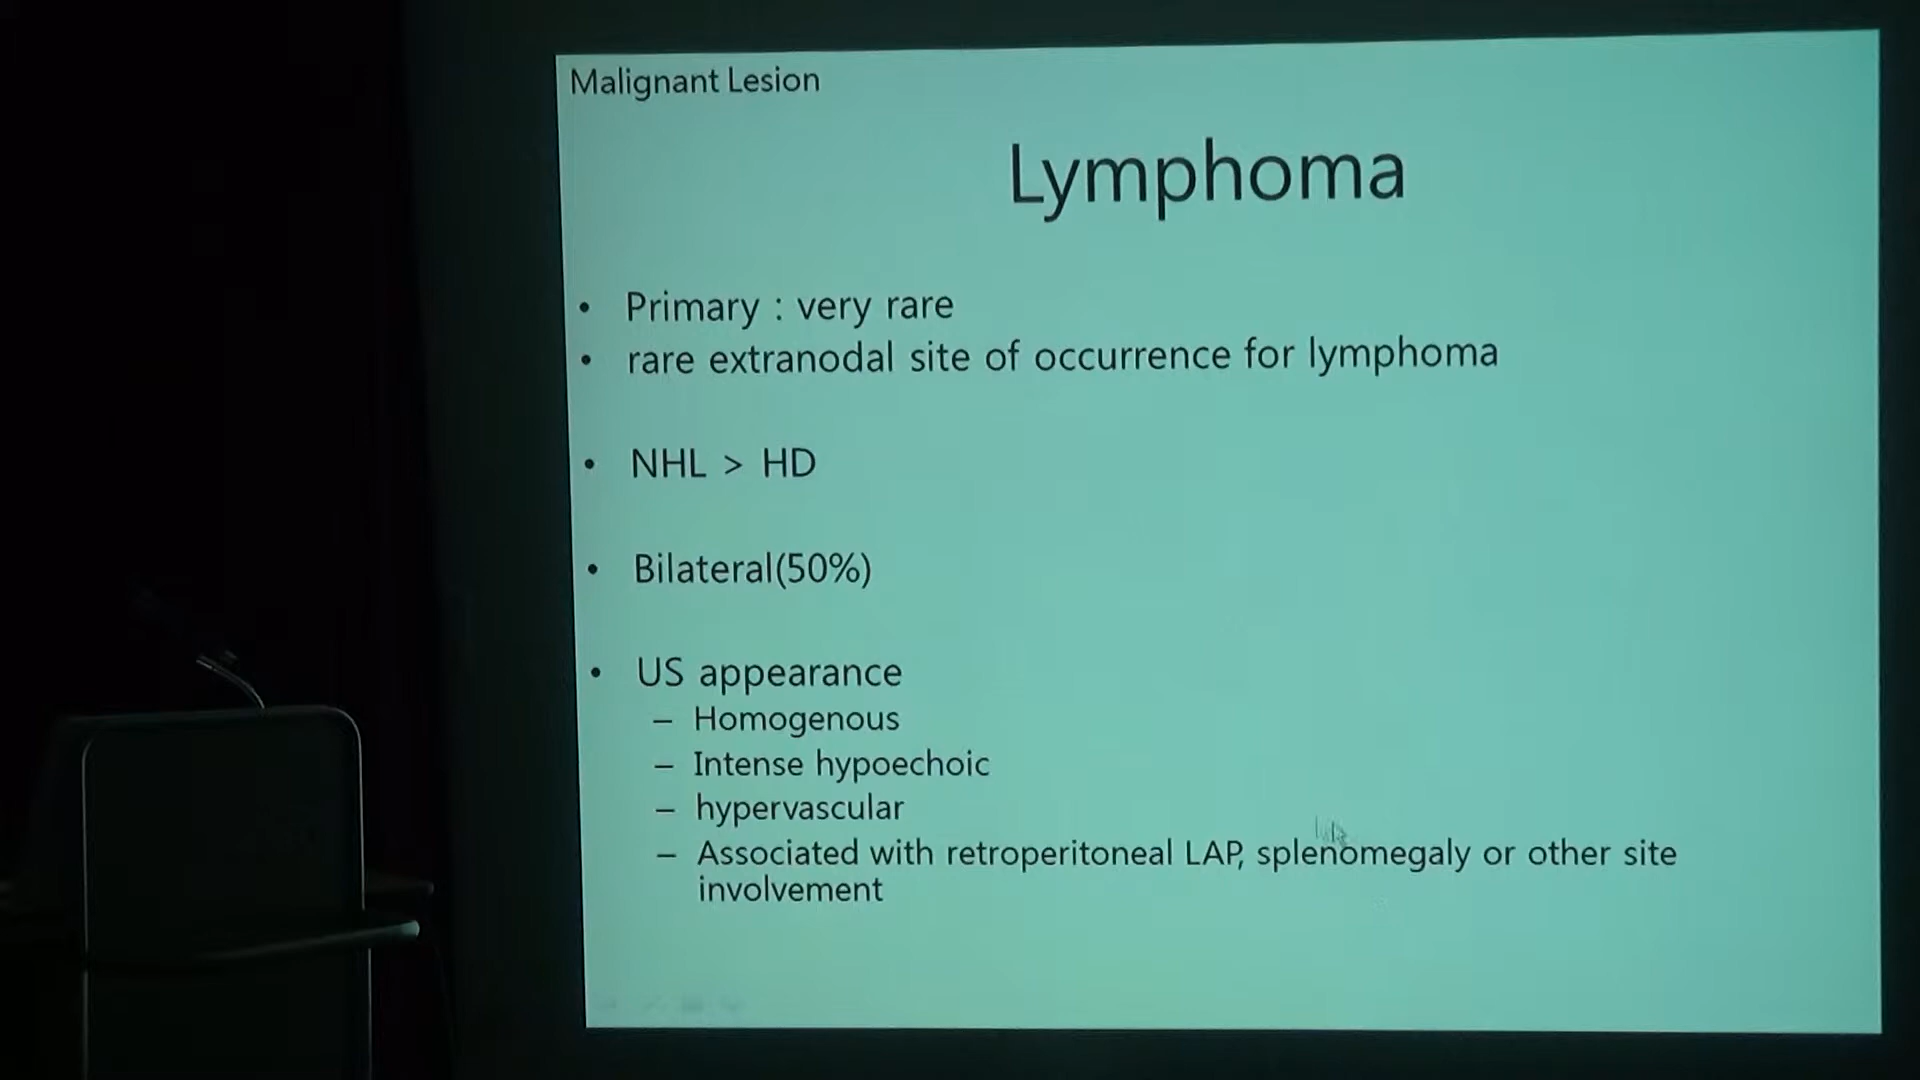 Malignant Lesion
Lymphoma
• Primary : very rare
• rare extranodal site of occurrence for lymphoma
• NHL > HD
• Bilateral(50%)
• US appearance
– Homogenous
– Intense hypoechoic
– hypervascular
– Associated with retroperitoneal LAP, splenomegaly or other site
involvement